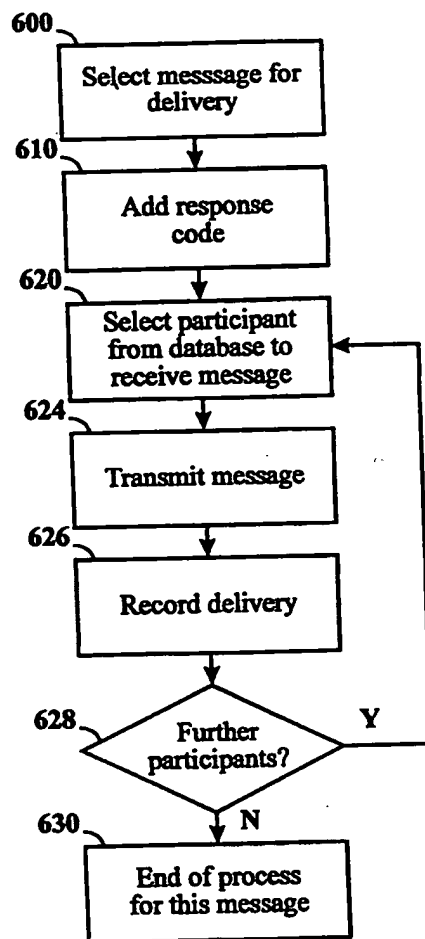 600
Select messsage for
delivery
610
Add response
code
620
Select participant
from database to
receive message
624
Transmit message
626
Record delivery
628
Further
participants?
Y
N
630
End of process
for this message